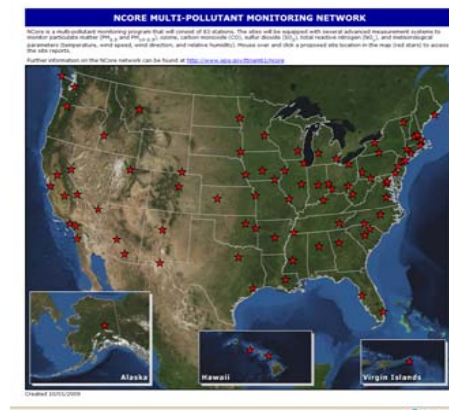 NCORE MULTI-POLLUTANT MONITORING NETWORK
NCore is a multi-pollutant monitoring program that will consist of 83 stations. The sites will be equipped with several advanced measurement systems to
monitor particulate matter (PM2.5 and PM10-2.5), ozone, carbon monoxide (CO), sulfur dioxide (SO2), total reactive nitrogen (NOy), and meteorological
parameters (temperature, wind speed, wind direction, and relative humidity). Mouse over and click a proposed site location in the map (red stars) to access
the site reports.
Further information on the NCore network can be found at http://www.epa.gov/ttnamti1/ncore
Alaska
Hawaii
Virgin Islands
Created 10/01/2009